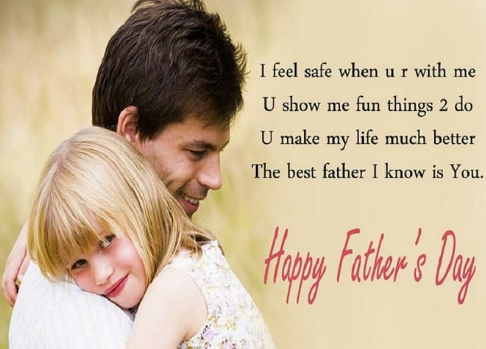 I feel safe when u r with me
U show me fun things 2 do
U make my life much better
The best father I know is You.
Happy Father's Day